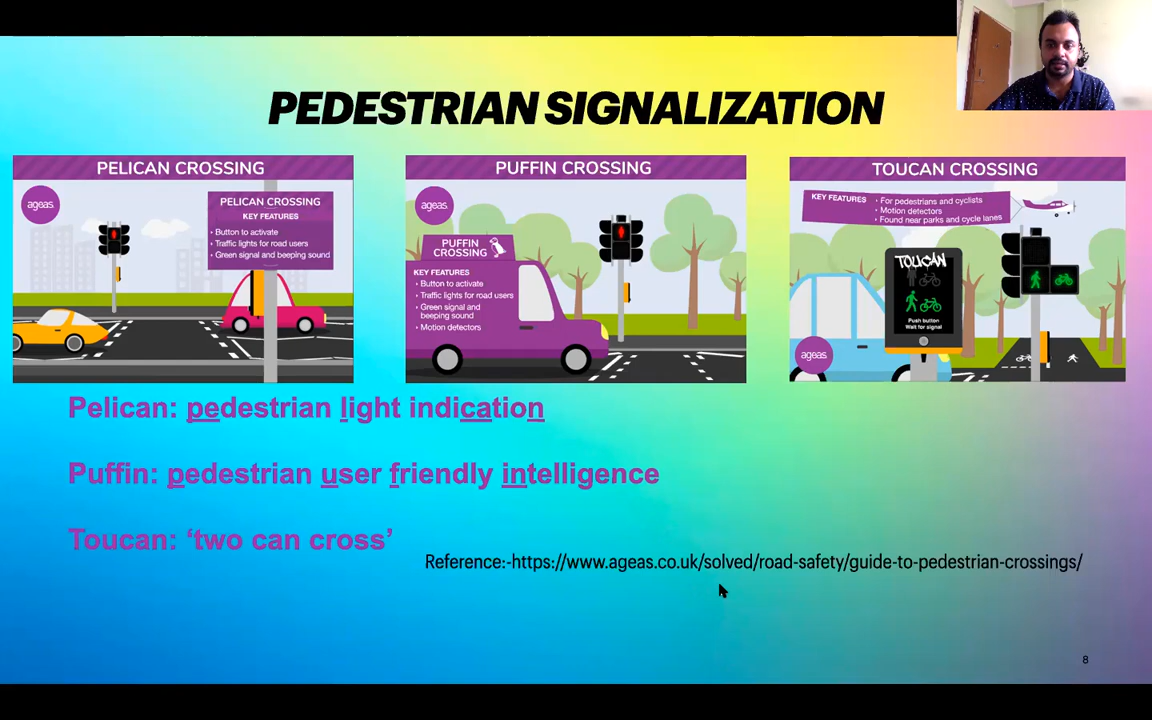 PEDESTRIAN SIGNALIZATION
PELICAN CROSSING
ageas
PELICAN CROSSING
KEY FEATURES
• Button to activate
• Traffic lights for road users
• Green signal and beeping sound
PUFFIN CROSSING
ageas
PUFFIN
CROSSING
KEY FEATURES
• Button to activate
• Traffic lights for road users
• Green signal and
beeping sound
• Motion detectors
TOUCAN CROSSING
KEY FEATURES
• For pedestrians and cyclists
• Motion detectors
• Found near parks and cycle lanes
TOUCAN
Push button
Wait for signal
ageas
Pelican: pedestrian light indication
Puffin: pedestrian user friendly intelligence
Toucan: ‘two can cross’
Reference:-https://www.ageas.co.uk/solved/road-safety/guide-to-pedestrian-crossings/
8